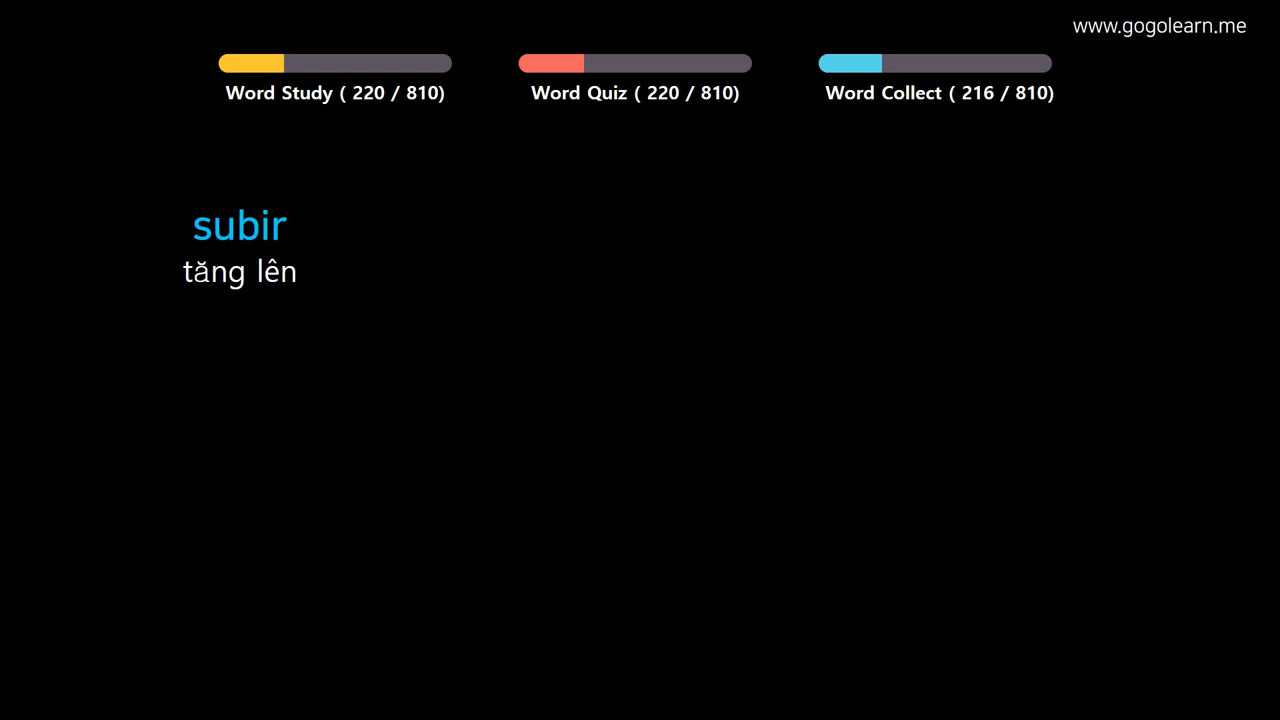 www.gogolearn.me
Word Study ( 220 / 810)
Word Quiz ( 220 / 810)
Word Collect ( 216 / 810)
subir
tăng lên